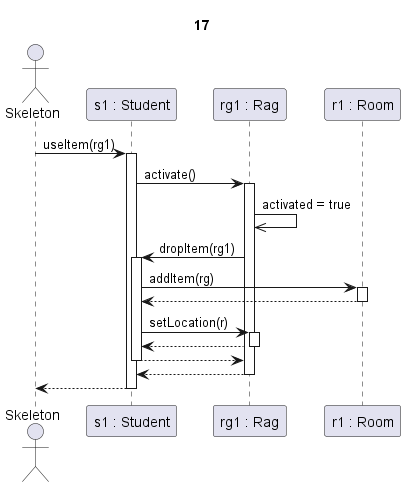 17
Skeleton
s1 : Student
rg1 : Rag
r1 : Room
useItem(rg1)
activate()
activated = true
dropItem(rg1)
addItem(rg)
setLocation(r)
Skeleton
s1 : Student
rg1 : Rag
r1 : Room